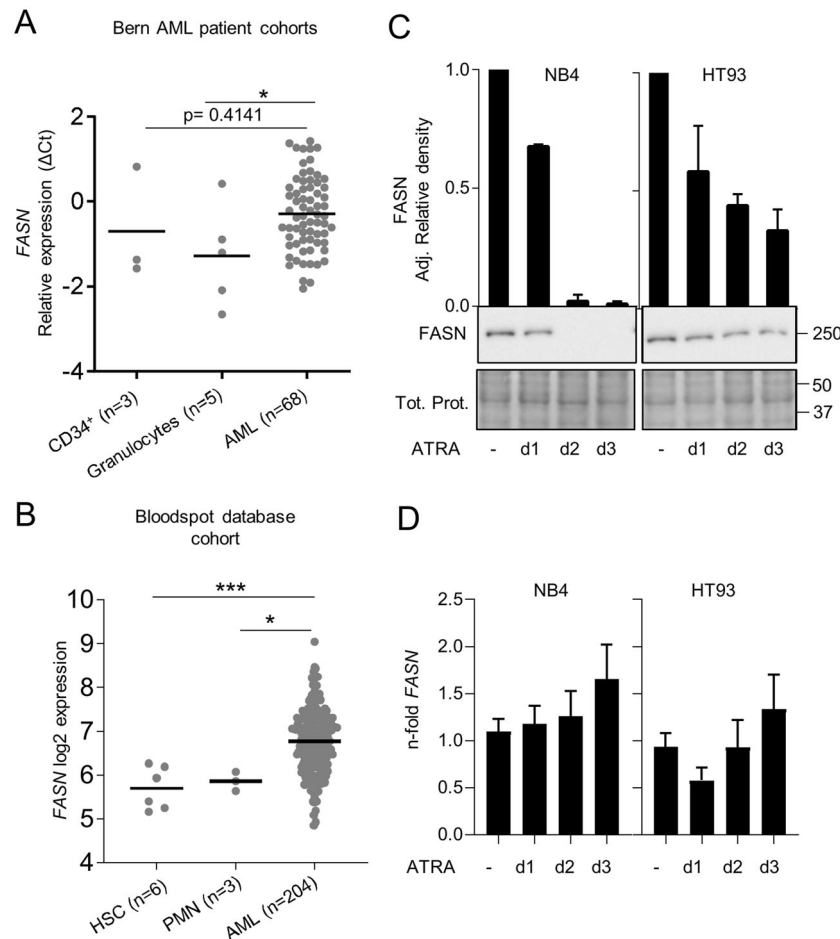 A
Bern AML patient cohorts
*
p= 0.4141
2
0
-2
-4
FASN
Relative expression (ΔCt)
CD34+ (n=3)
Granulocytes (n=5)
AML (n=68)
B
Bloodspot database
cohort
***
*
10
9
8
7
6
5
4
FASN log2 expression
HSC (n=6)
PMN (n=3)
AML (n=204)
C
NB4
HT93
1.0
0.5
0.0
FASN
Adj. Relative density
FASN
250
Tot. Prot.
50
37
ATRA - d1 d2 d3 - d1 d2 d3
D
NB4
HT93
2.5
2.0
1.5
1.0
0.5
0.0
n-fold FASN
ATRA - d1 d2 d3 - d1 d2 d3